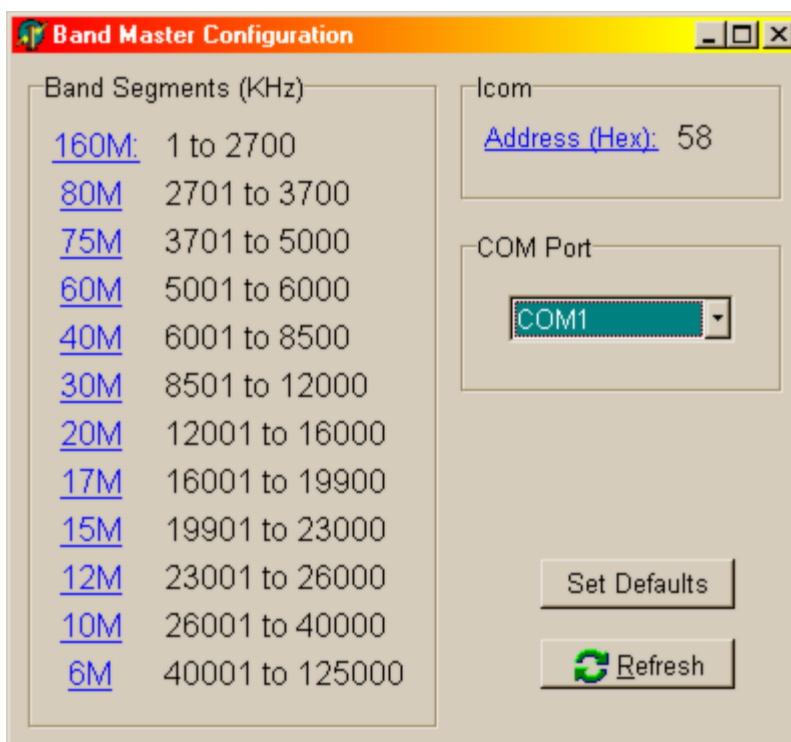 Band Master Configuration
Band Segments (KHz)
160M: 1 to 2700
80M 2701 to 3700
75M 3701 to 5000
60M 5001 to 6000
40M 6001 to 8500
30M 8501 to 12000
20M 12001 to 16000
17M 16001 to 19900
15M 19901 to 23000
12M 23001 to 26000
10M 26001 to 40000
6M 40001 to 125000
Icom
Address (Hex): 58
COM Port
COM1
Set Defaults
Refresh